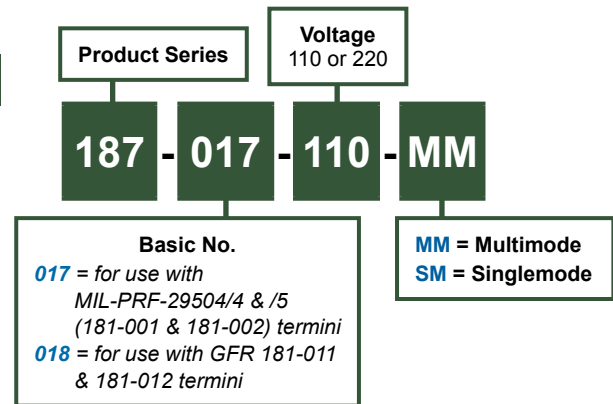 Product Series
Voltage
110 or 220
187 - 017 - 110 - MM
Basic No.
017 = for use with
MIL-PRF-29504/4 & /5
(181-001 & 181-002) termini
018 = for use with GFR 181-011
& 181-012 termini
MM = Multimode
SM = Singlemode